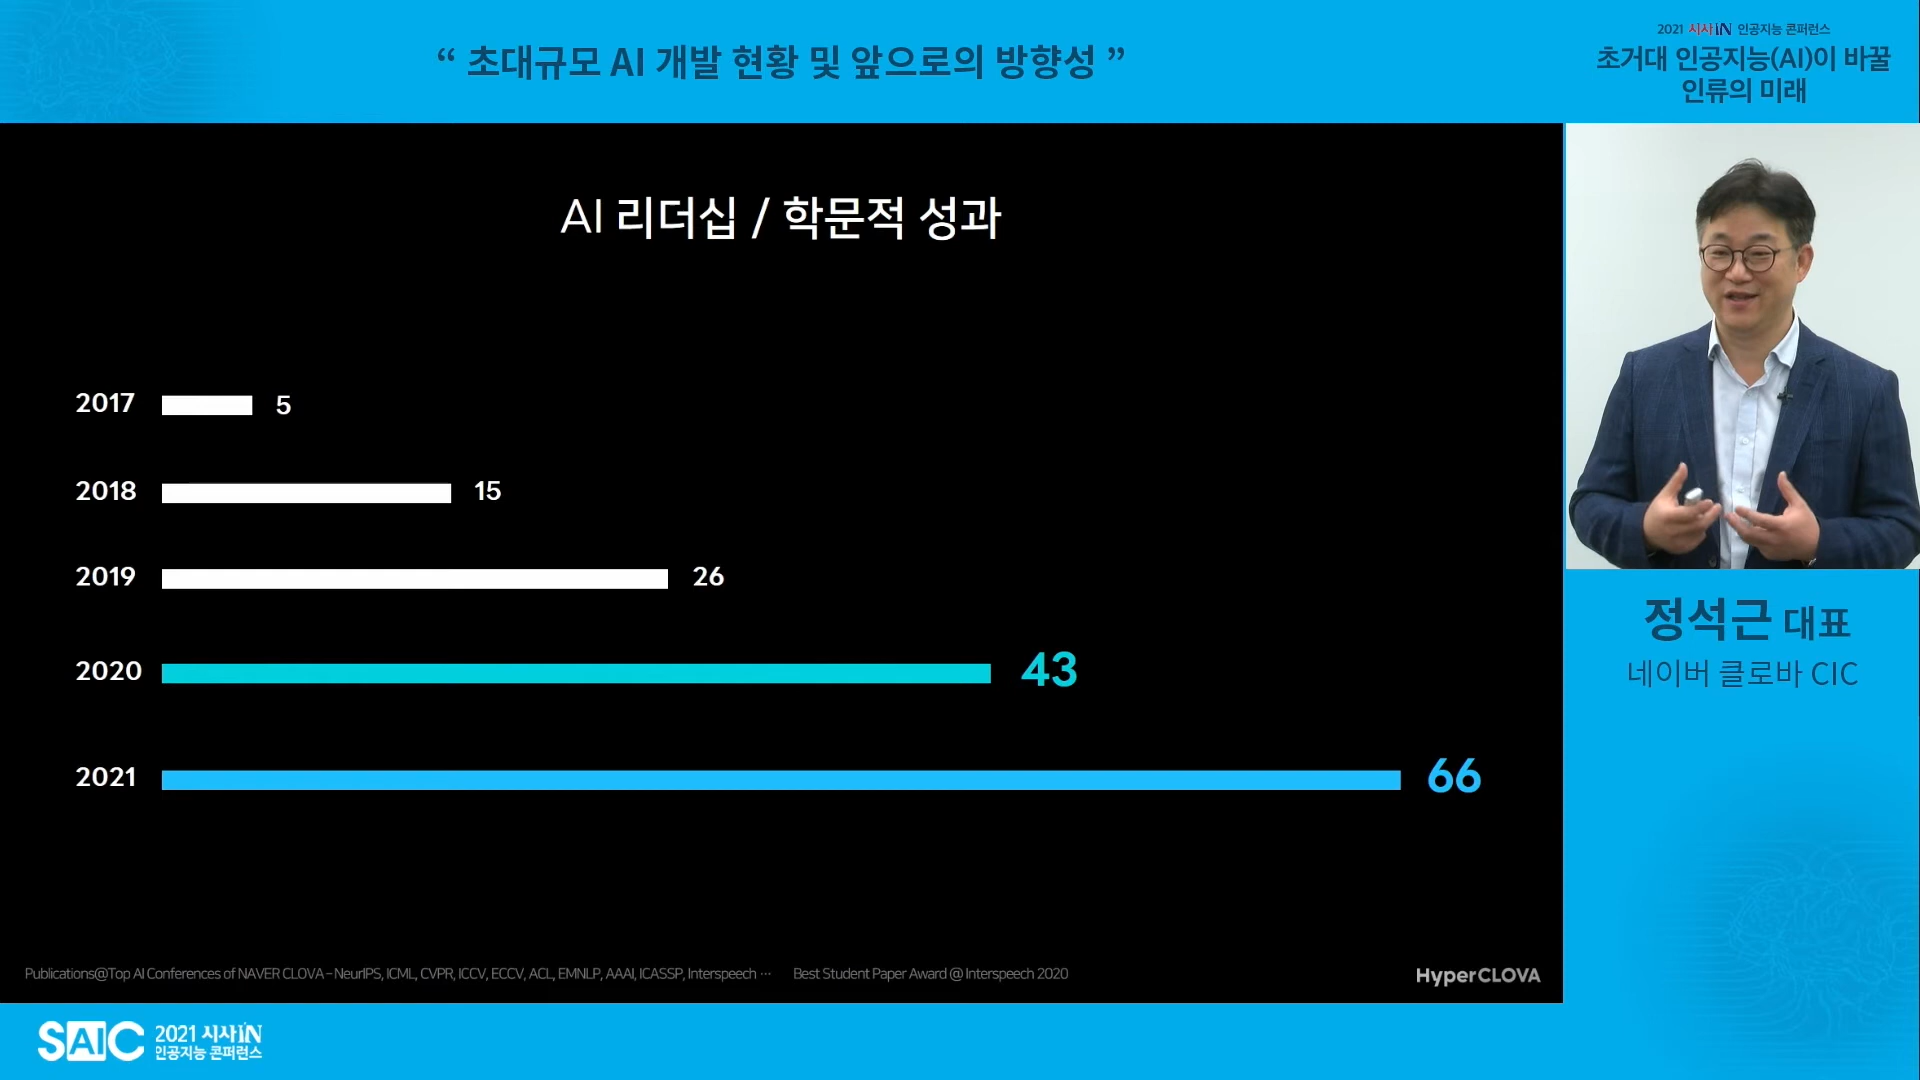 “ 초대규모 AI 개발 현황 및 앞으로의 방향성 ”
2021 시사IN 인공지능 콘퍼런스
초거대 인공지능(AI)이 바꿀
인류의 미래
AI 리더십 / 학문적 성과
2017 5
2018 15
2019 26
2020 43
2021 66
정석근 대표
네이버 클로바 CIC
Publications@Top AI Conferences of NAVER CLOVA – NeurIPS, ICML, CVPR, ICCV, ECCV, ACL, EMNLP, AAAI, ICASSP, Interspeech ··· Best Student Paper Award @ Interspeech 2020
HyperCLOVA
SAIC 2021 시사IN
인공지능 콘퍼런스